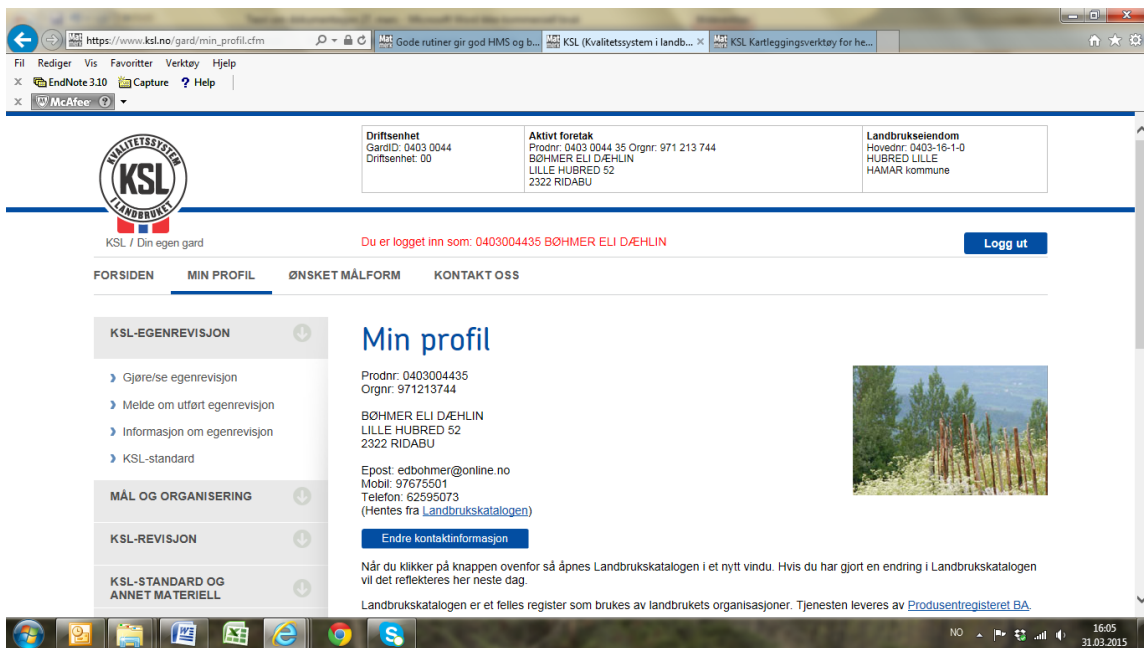 https://www.ksl.no/gard/min_profil.cfm
Gode rutiner gir god HMS og b...
KSL (Kvalitetssystem i landb...
KSL Kartleggingsverktøy for he...
Fil Rediger Vis Favoritter Verktøy Hjelp
EndNote 3.10 Capture ? Help
McAfee
KVALITETSSYSTEM
KSL
I LANDBRUKET
Driftsenhet
GardID: 0403 0044
Driftsenhet: 00
Aktivt foretak
Prodnr: 0403 0044 35 Orgnr: 971 213 744
BØHMER ELI DÆHLIN
LILLE HUBRED 52
2322 RIDABU
Landbrukseiendom
Hovednr: 0403-16-1-0
HUBRED LILLE
HAMAR kommune
KSL / Din egen gard
Du er logget inn som: 0403004435 BØHMER ELI DÆHLIN
Logg ut
FORSIDEN MIN PROFIL ØNSKET MÅLFORM KONTAKT OSS
KSL-EGENREVISJON
Gjøre/se egenrevisjon
Melde om utført egenrevisjon
Informasjon om egenrevisjon
KSL-standard
MÅL OG ORGANISERING
KSL-REVISJON
KSL-STANDARD OG
ANNET MATERIELL
Min profil
Prodnr: 0403004435
Orgnr: 971213744
BØHMER ELI DÆHLIN
LILLE HUBRED 52
2322 RIDABU
Epost: edbohmer@online.no
Mobil: 97675501
Telefon: 62595073
(Hentes fra Landbrukskatalogen)
Endre kontaktinformasjon
Når du klikker på knappen ovenfor så åpnes Landbrukskatalogen i et nytt vindu. Hvis du har gjort en endring i Landbrukskatalogen
vil det reflekteres her neste dag.
Landbrukskatalogen er et felles register som brukes av landbrukets organisasjoner. Tjenesten leveres av Produsentregisteret BA.
NO
16:05
31.03.2015